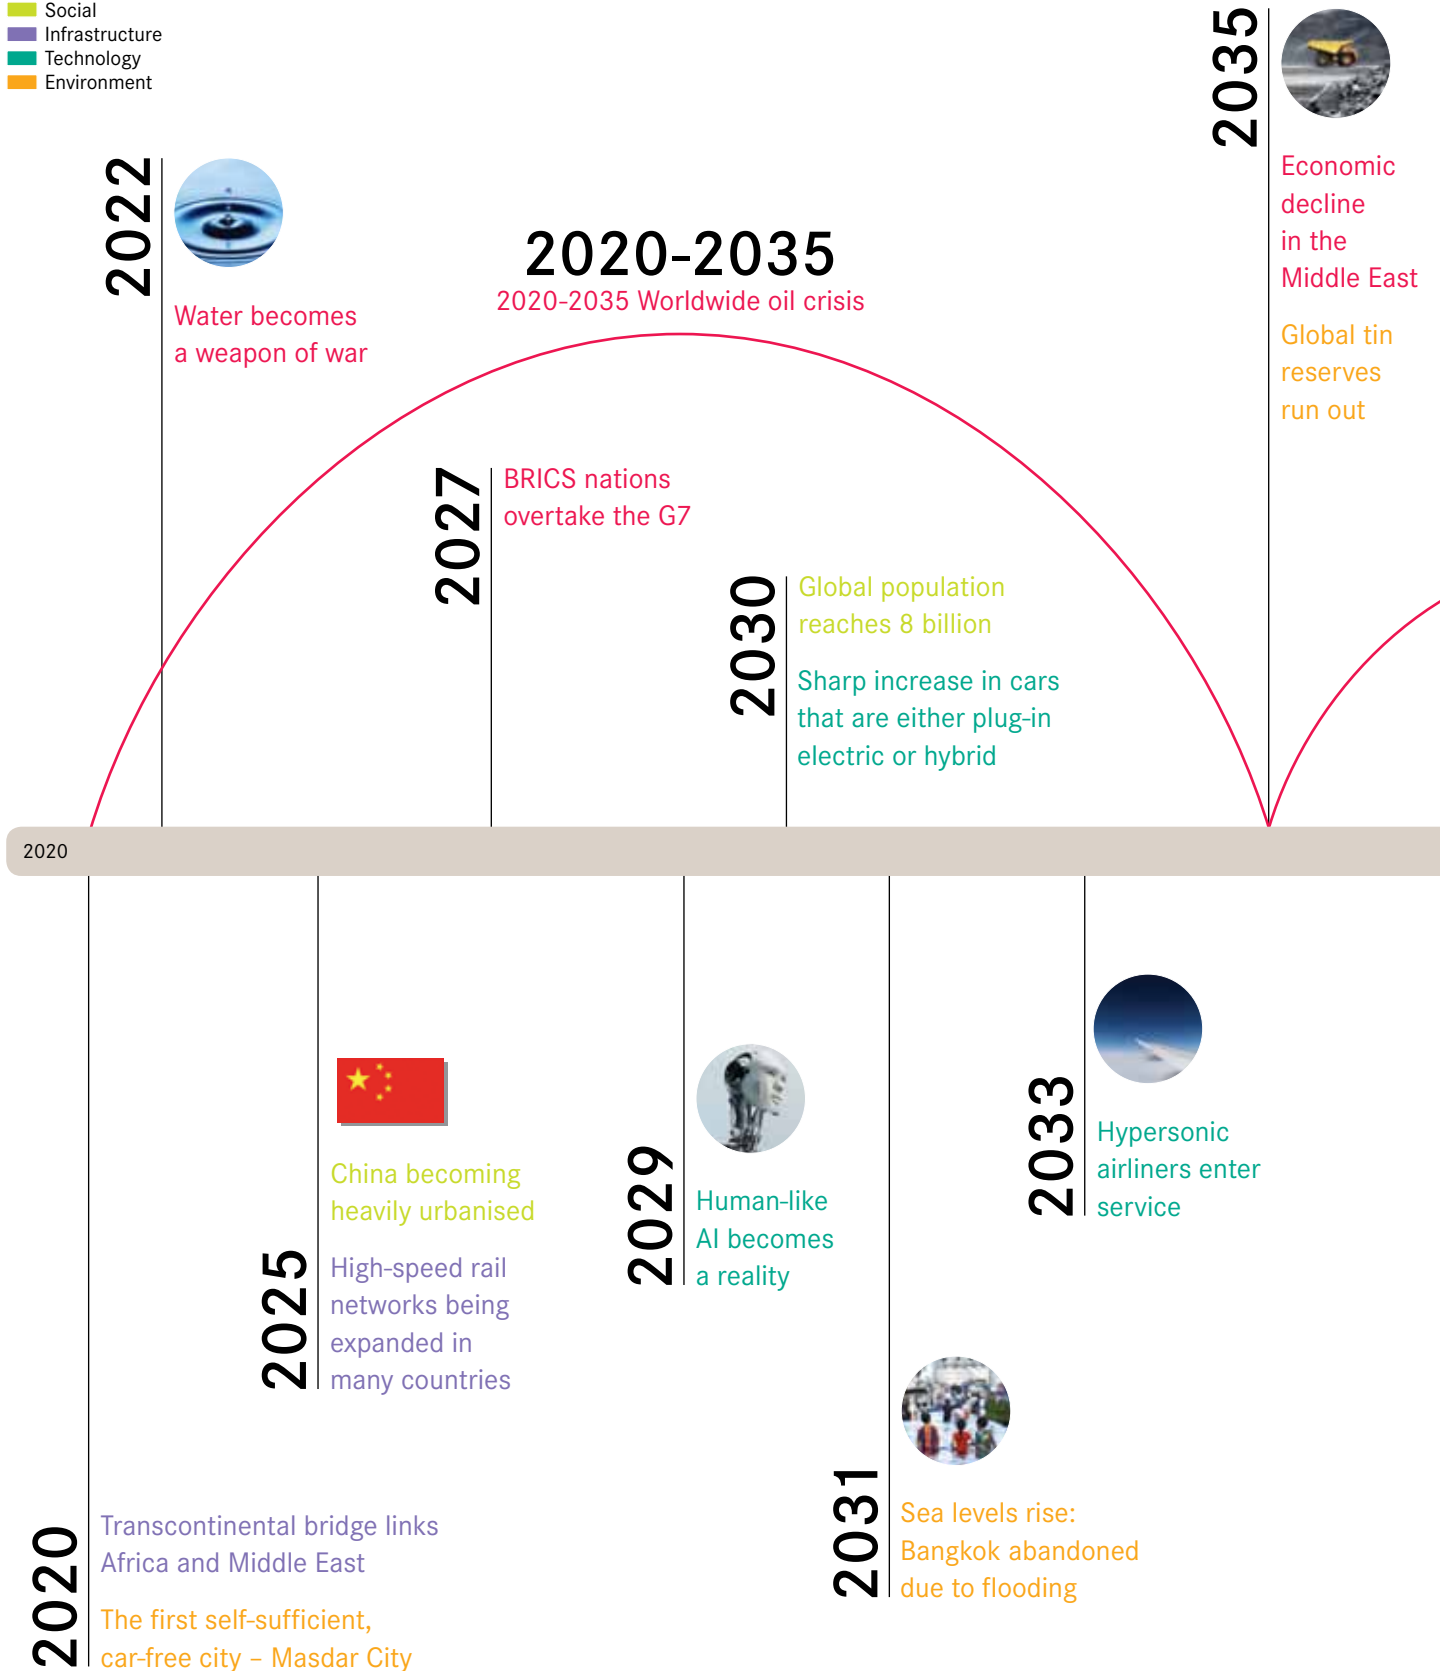 Social
Infrastructure
Technology
Environment
2035
Economic
decline
in the
Middle East
Global tin
reserves
run out
2022
Water becomes
a weapon of war
2020-2035
2020-2035 Worldwide oil crisis
2027
BRICS nations
overtake the G7
2030
Global population
reaches 8 billion
Sharp increase in cars
that are either plug-in
electric or hybrid
2020
2033
Hypersonic
airliners enter
service
2029
Human-like
AI becomes
a reality
2025
China becoming
heavily urbanised
High-speed rail
networks being
expanded in
many countries
2031
Sea levels rise:
Bangkok abandoned
due to flooding
2020
Transcontinental bridge links
Africa and Middle East
The first self-sufficient,
car-free city – Masdar City